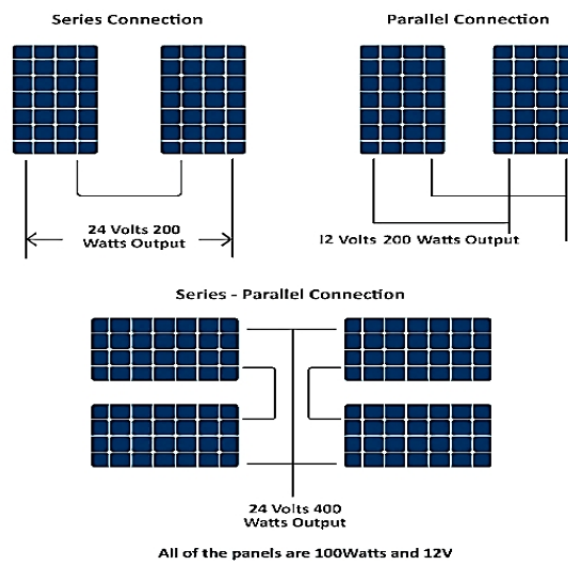 Series Connection
Parallel Connection
24 Volts 200
Watts Output
I2 Volts 200 Watts Output
Series - Parallel Connection
24 Volts 400
Watts Output
All of the panels are 100Watts and 12V